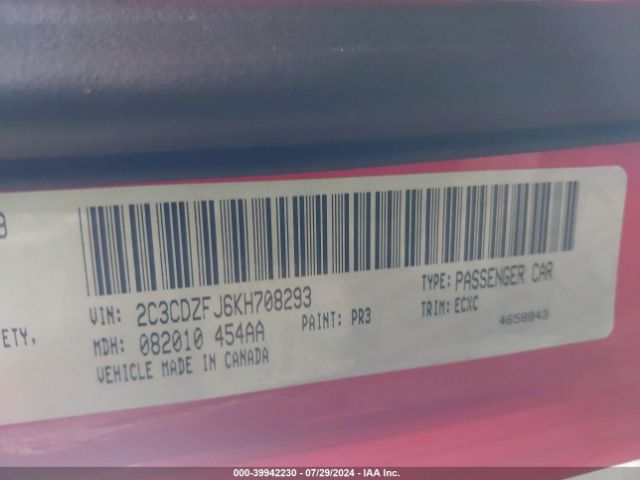 VIN: 2C3CDZFJ6KH708293
TYPE: PASSENGER CAR
ETY,
MDH: 082010 454AA
PAINT: PR3
TRIM: ECXC
VEHICLE MADE IN CANADA
4658843
000-39942230 - 07/29/2024 - IAA Inc.